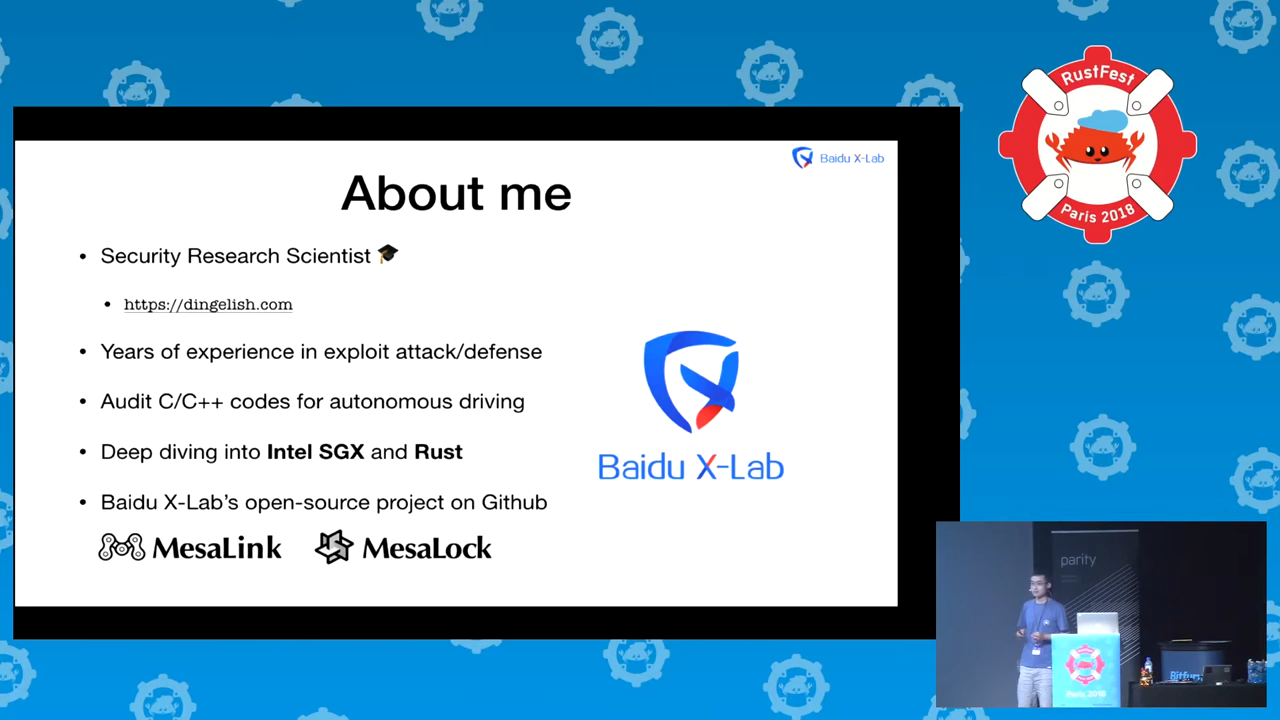 RustFest
Paris 2018
Baidu X-Lab
About me
• Security Research Scientist
• https://dingelish.com
• Years of experience in exploit attack/defense
• Audit C/C++ codes for autonomous driving
• Deep diving into Intel SGX and Rust
• Baidu X-Lab’s open-source project on Github
MesaLink MesaLock
Baidu X-Lab
parity
Paris 2018